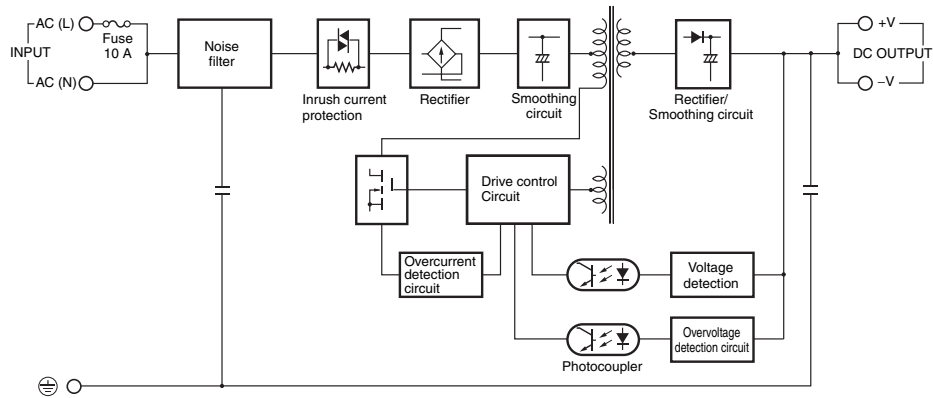 AC (L)
Fuse
10 A
INPUT
AC (N)
Noise
filter
Inrush current
protection
Rectifier
Smoothing
circuit
Rectifier/
Smoothing circuit
+V
DC OUTPUT
−V
Drive control
Circuit
Overcurrent
detection
circuit
Voltage
detection
Overvoltage
detection circuit
Photocoupler